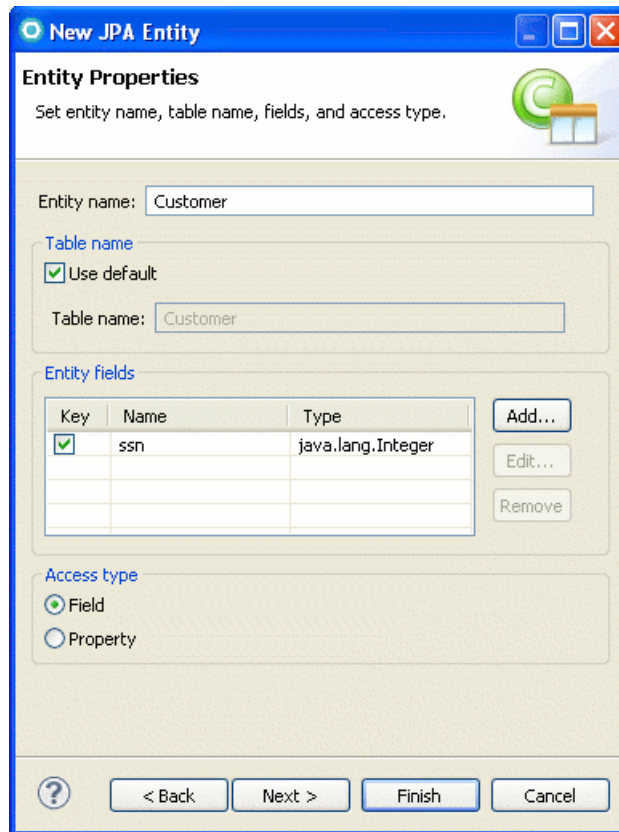 New JPA Entity
Entity Properties
Set entity name, table name, fields, and access type.
Entity name: Customer
Table name
Use default
Table name: Customer
Entity fields
Key Name Type
ssn java.lang.Integer
Add...
Edit...
Remove
Access type
Field
Property
? < Back Next > Finish Cancel